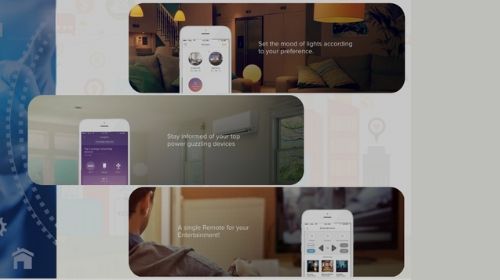 Set the mood of lights according
to your preference.
Stay informed of your top
power guzzling devices
A simple Remote for your
Entertainment!